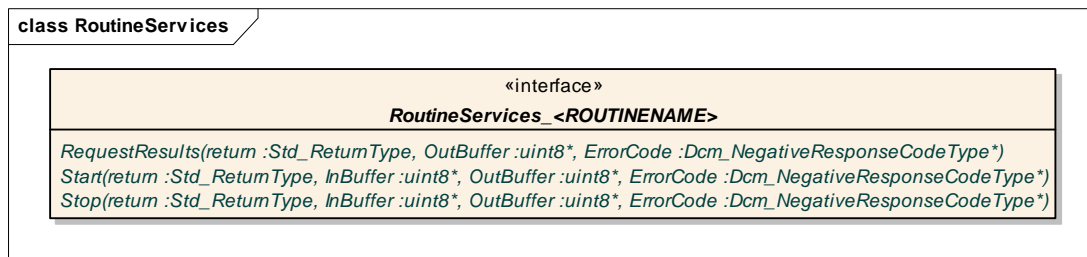 class RoutineServices
«interface»
RoutineServices_<ROUTINENAME>
RequestResults(return :Std_ReturnType, OutBuffer :uint8*, ErrorCode :Dcm_NegativeResponseCodeType*)
Start(return :Std_ReturnType, InBuffer :uint8*, OutBuffer :uint8*, ErrorCode :Dcm_NegativeResponseCodeType*)
Stop(return :Std_ReturnType, InBuffer :uint8*, OutBuffer :uint8*, ErrorCode :Dcm_NegativeResponseCodeType*)